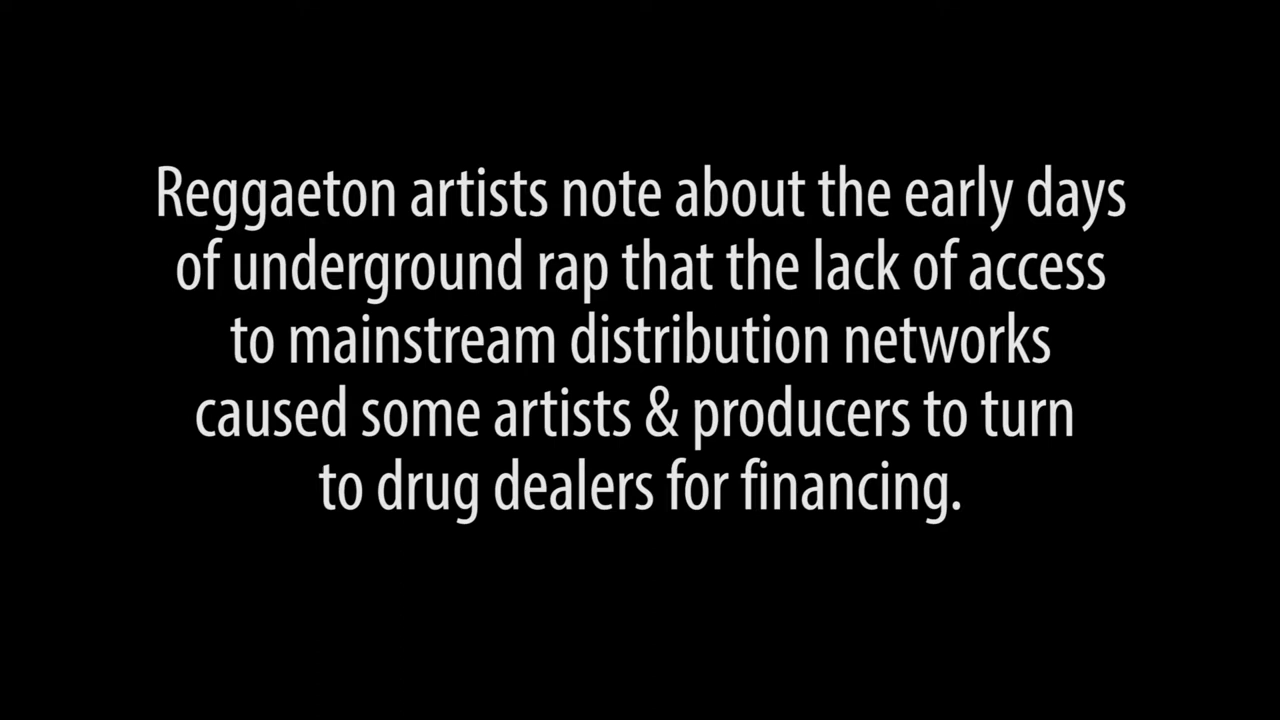 Reggaeton artists note about the early days
of underground rap that the lack of access
to mainstream distribution networks
caused some artists & producers to turn
to drug dealers for financing.